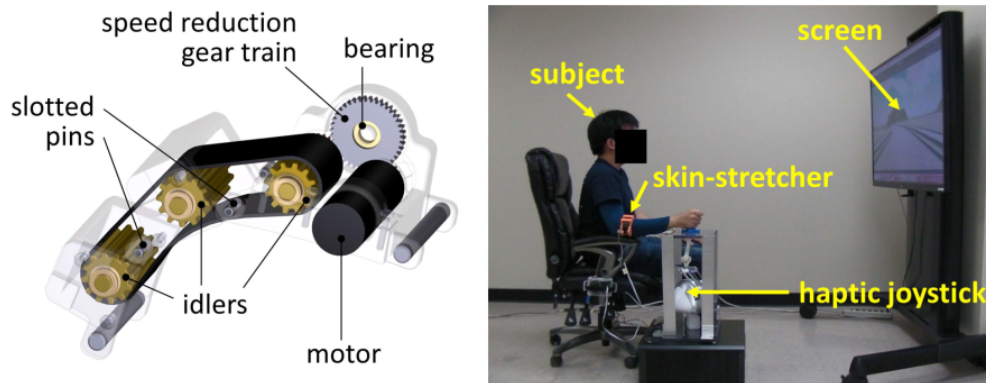 speed reduction
gear train
bearing
slotted
pins
idlers
motor
screen
subject
skin-stretcher
haptic joystick